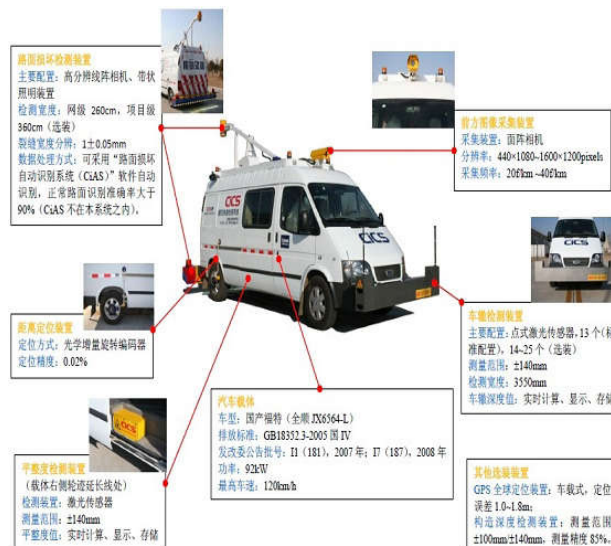 路面损坏检测装置
主要配置：高分辨线阵相机、带状
照明装置
检测宽度：网级 260cm，项目级
360cm（选装）
裂缝宽度分辨：1±0.05mm
数据处理方式：可采用“路面损坏
自动识别系统（CiAS）”软件自动
识别，正常路面识别准确率大于
90%（CiAS 不在本系统之内）。
前方图像采集装置
采集装置：面阵相机
分辨率：440×1080~1600×1200pixels
采集频率：20f/km ~40f/km
CiCS
CiCS
CiCS
距离定位装置
定位方式：光学增量旋转编码器
定位精度：0.02%
车辙检测装置
主要配置：点式激光传感器，13 个（标
准配置），14~25 个（选装）
测量范围：±140mm
检测宽度：3550mm
车辙深度值：实时计算、显示、存储
汽车载体
车型：国产福特（全顺 JX6564-L）
排放标准：GB18352.3-2005 国 IV
发改委公告批号：I1（181），2007 年；I7（187），2008 年
功率：92kW
最高车速：120km/h
CiCS
平整度检测装置
（载体右侧轮迹延长线处）
检测装置：激光传感器
测量范围：±140mm
平整度值：实时计算、显示、存储
其他选装装置
GPS 全球定位装置：车载式，定位
误差 1.0~1.8m；
构造深度检测装置：测量范围
±100mm/±140mm，测量精度 85%。